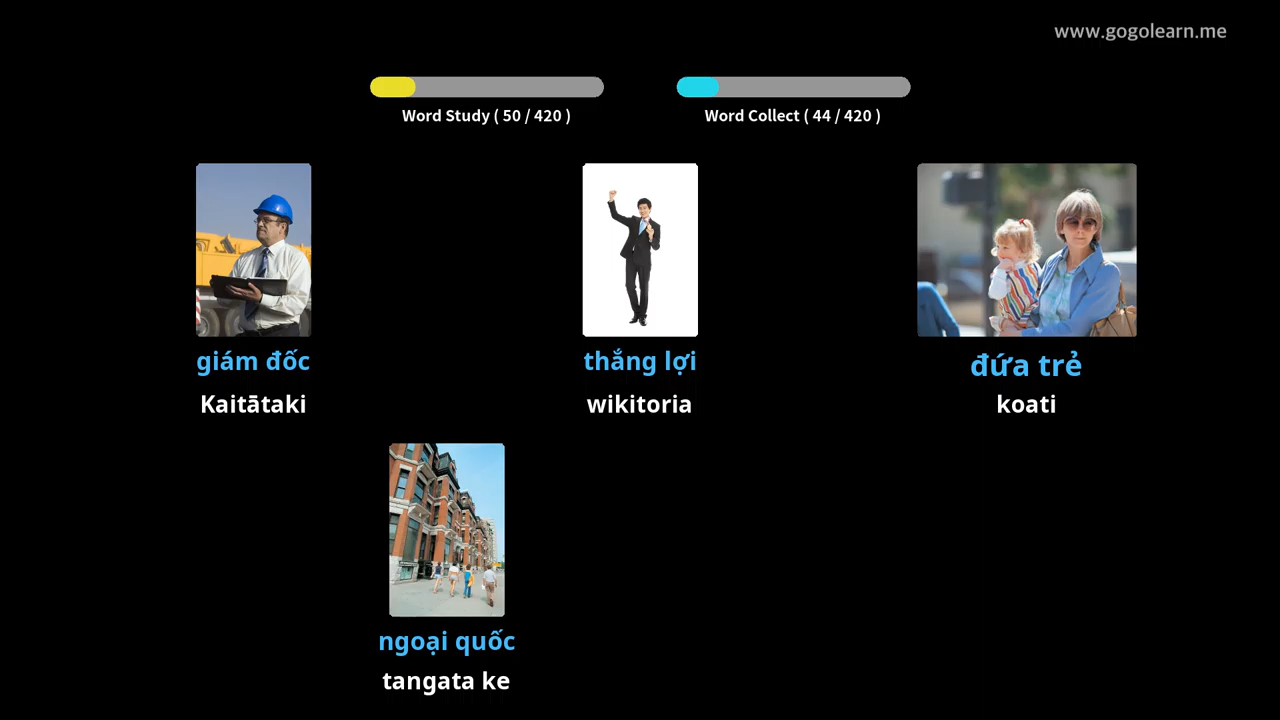 www.gogolearn.me
Word Study ( 50 / 420 )
Word Collect ( 44 / 420 )
giám đốc
Kaitātaki
thắng lợi
wikitoria
đứa trẻ
koati
ngoại quốc
tangata ke